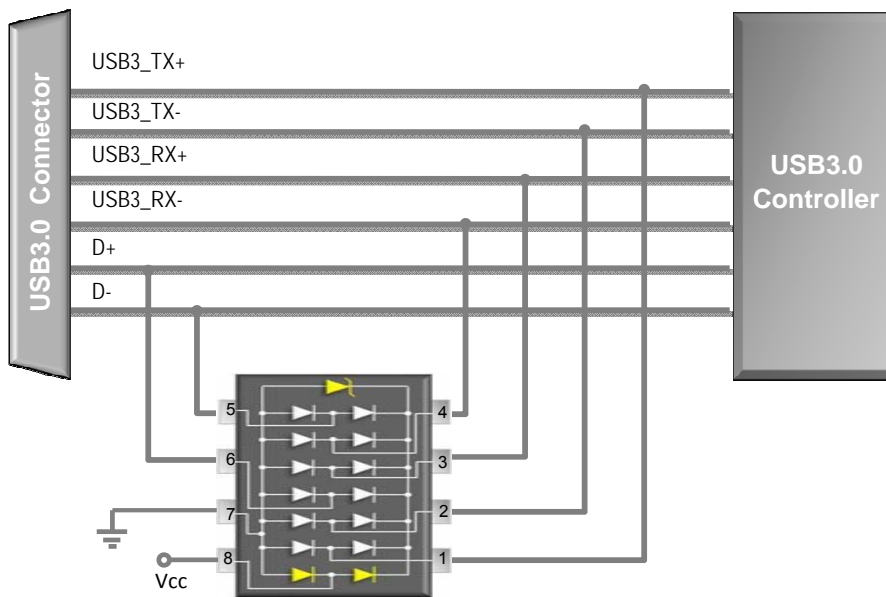 USB3.0 Connector
USB3_TX+
USB3_TX-
USB3_RX+
USB3_RX-
D+
D-
USB3.0
Controller
5
4
6
3
7
2
8
1
Vcc